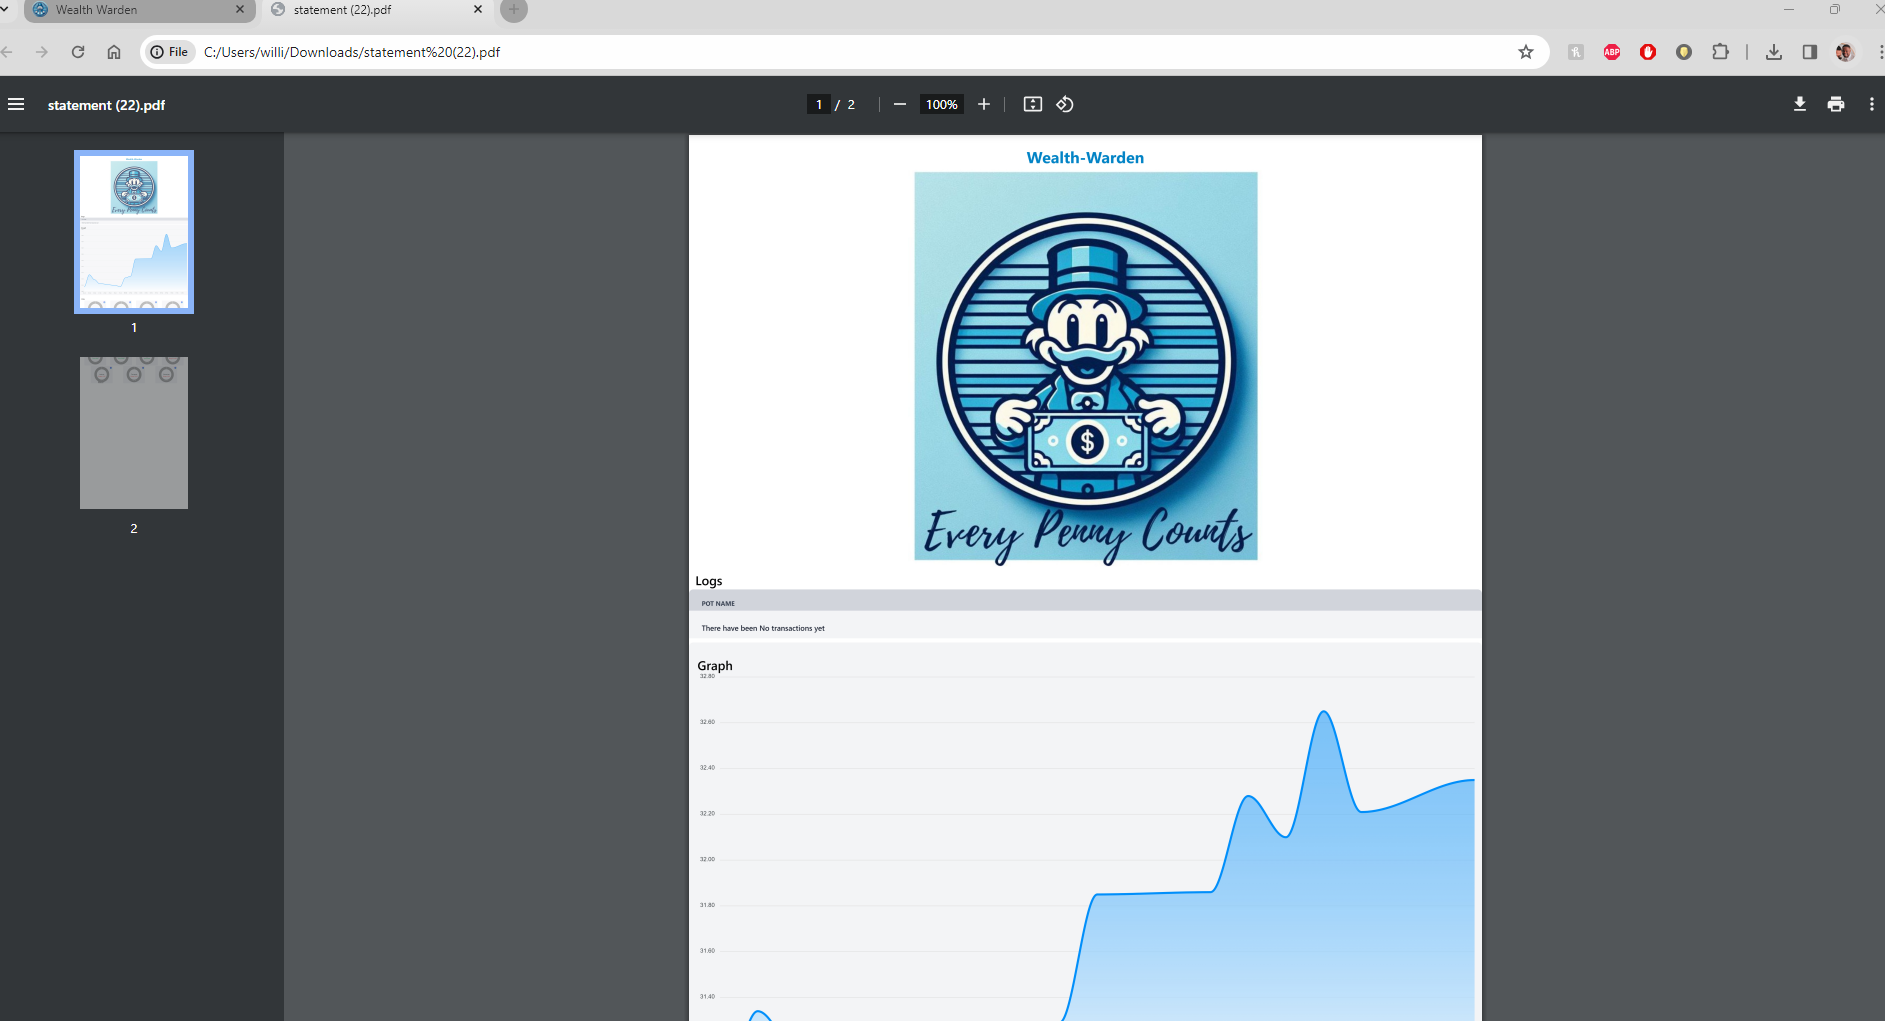 Wealth Warden
statement (22).pdf
File C:/Users/willi/Downloads/statement%20(22).pdf
ABP
statement (22).pdf
1 / 2
100%
1
2
Wealth-Warden
$
Every Penny Counts
Logs
POT NAME
There have been No transactions yet
Graph
32.80
32.60
32.40
32.20
32.00
31.80
31.60
31.40